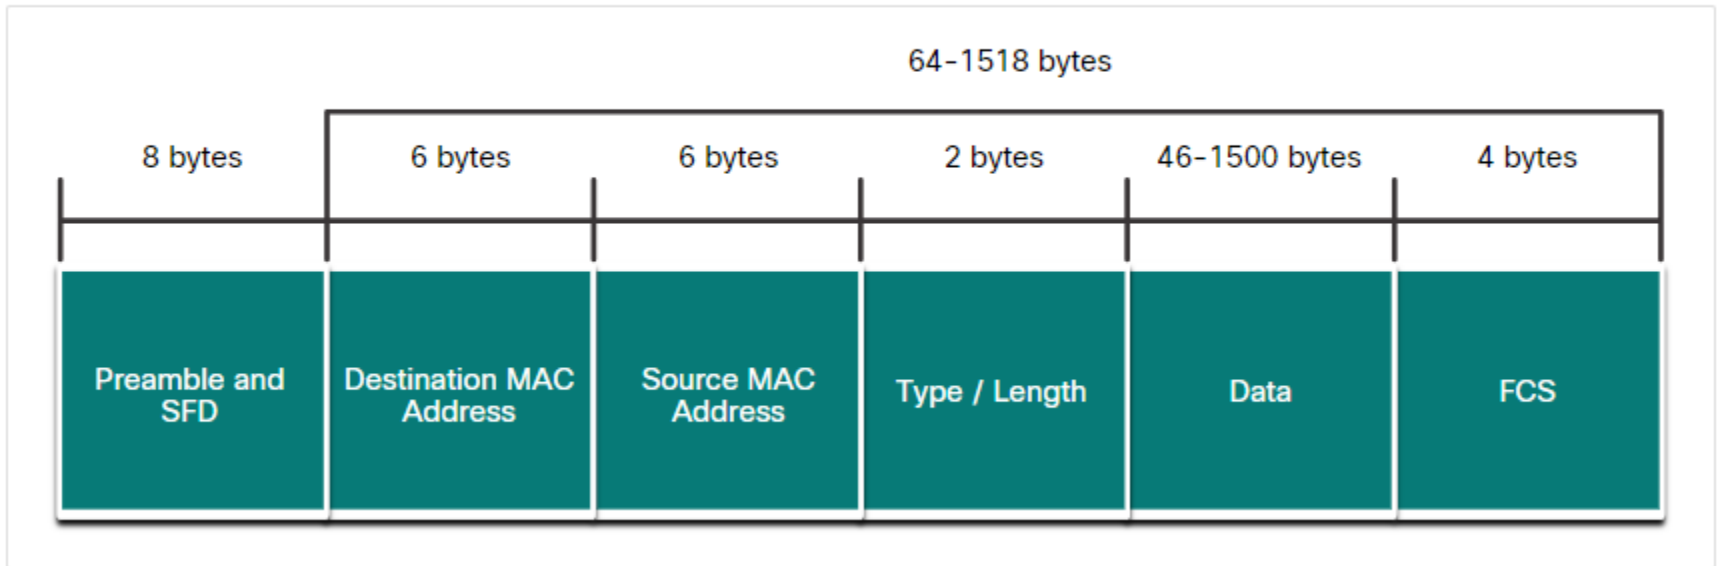 64-1518 bytes
8 bytes
6 bytes
6 bytes
2 bytes
46-1500 bytes
4 bytes
Preamble and
SFD
Destination MAC
Address
Source MAC
Address
Type / Length
Data
FCS